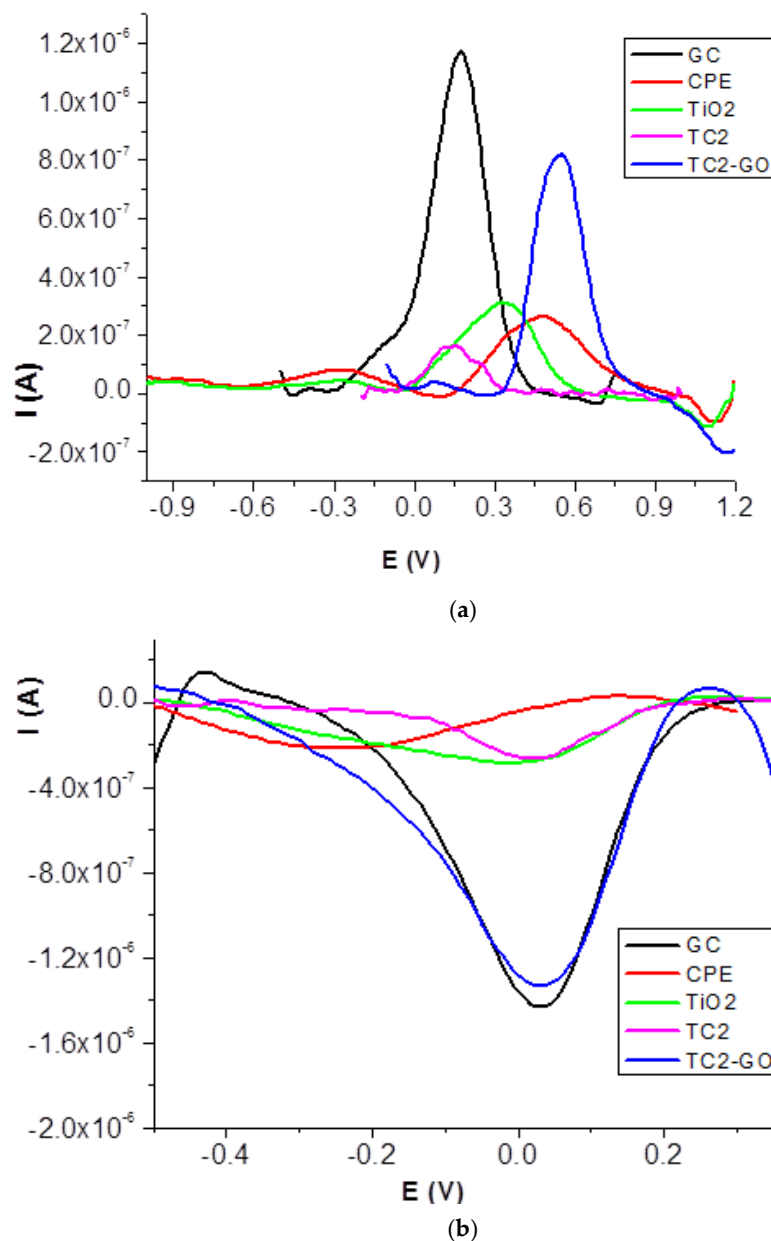 1.2x10⁻⁶
1.0x10⁻⁶
8.0x10⁻⁷
6.0x10⁻⁷
4.0x10⁻⁷
2.0x10⁻⁷
0.0
-2.0x10⁻⁷
I (A)
GC
CPE
TiO2
TC2
TC2-GO
-0.9 -0.6 -0.3 0.0 0.3 0.6 0.9 1.2
E (V)
(a)
0.0
-4.0x10⁻⁷
-8.0x10⁻⁷
-1.2x10⁻⁶
-1.6x10⁻⁶
-2.0x10⁻⁶
I (A)
GC
CPE
TiO2
TC2
TC2-GO
-0.4 -0.2 0.0 0.2
E (V)
(b)